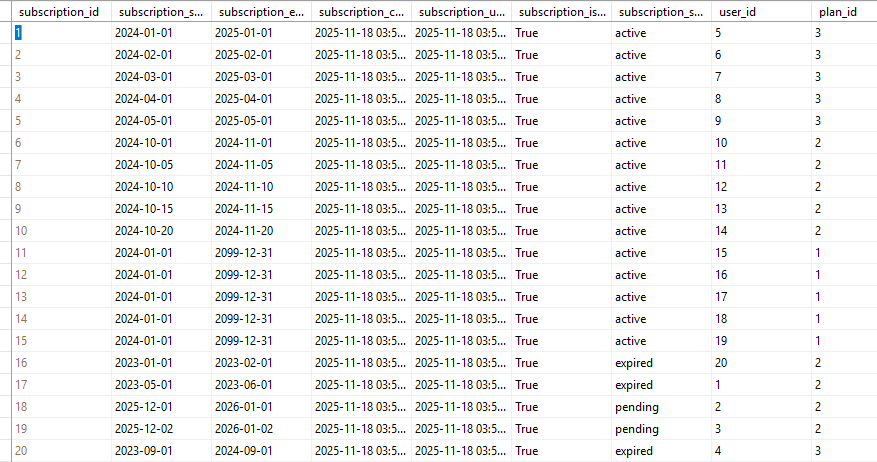 subscription_id subscription_s... subscription_e... subscription_c... subscription_u... subscription_is... subscription_s... user_id plan_id
1 2024-01-01 2025-01-01 2025-11-18 03:5... 2025-11-18 03:5... True active 5 3
2 2024-02-01 2025-02-01 2025-11-18 03:5... 2025-11-18 03:5... True active 6 3
3 2024-03-01 2025-03-01 2025-11-18 03:5... 2025-11-18 03:5... True active 7 3
4 2024-04-01 2025-04-01 2025-11-18 03:5... 2025-11-18 03:5... True active 8 3
5 2024-05-01 2025-05-01 2025-11-18 03:5... 2025-11-18 03:5... True active 9 3
6 2024-10-01 2024-11-01 2025-11-18 03:5... 2025-11-18 03:5... True active 10 2
7 2024-10-05 2024-11-05 2025-11-18 03:5... 2025-11-18 03:5... True active 11 2
8 2024-10-10 2024-11-10 2025-11-18 03:5... 2025-11-18 03:5... True active 12 2
9 2024-10-15 2024-11-15 2025-11-18 03:5... 2025-11-18 03:5... True active 13 2
10 2024-10-20 2024-11-20 2025-11-18 03:5... 2025-11-18 03:5... True active 14 2
11 2024-01-01 2099-12-31 2025-11-18 03:5... 2025-11-18 03:5... True active 15 1
12 2024-01-01 2099-12-31 2025-11-18 03:5... 2025-11-18 03:5... True active 16 1
13 2024-01-01 2099-12-31 2025-11-18 03:5... 2025-11-18 03:5... True active 17 1
14 2024-01-01 2099-12-31 2025-11-18 03:5... 2025-11-18 03:5... True active 18 1
15 2024-01-01 2099-12-31 2025-11-18 03:5... 2025-11-18 03:5... True active 19 1
16 2023-01-01 2023-02-01 2025-11-18 03:5... 2025-11-18 03:5... True expired 20 2
17 2023-05-01 2023-06-01 2025-11-18 03:5... 2025-11-18 03:5... True expired 1 2
18 2025-12-01 2026-01-01 2025-11-18 03:5... 2025-11-18 03:5... True pending 2 2
19 2025-12-02 2026-01-02 2025-11-18 03:5... 2025-11-18 03:5... True pending 3 2
20 2023-09-01 2024-09-01 2025-11-18 03:5... 2025-11-18 03:5... True expired 4 3